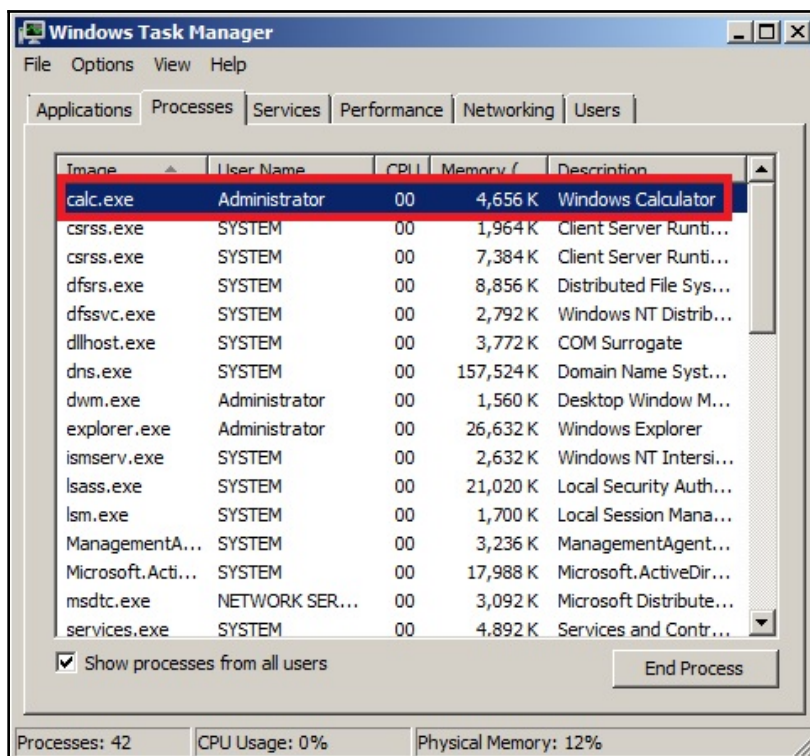 Windows Task Manager
File Options View Help
Applications Processes Services Performance Networking Users
Image User Name CPU Memory ( Description
calc.exe Administrator 00 4,656 K Windows Calculator
csrss.exe SYSTEM 00 1,964 K Client Server Runti...
csrss.exe SYSTEM 00 7,384 K Client Server Runti...
dfsrs.exe SYSTEM 00 8,856 K Distributed File Sys...
dfssvc.exe SYSTEM 00 2,792 K Windows NT Distrib...
dllhost.exe SYSTEM 00 3,772 K COM Surrogate
dns.exe SYSTEM 00 157,524 K Domain Name Syst...
dwm.exe Administrator 00 1,560 K Desktop Window M...
explorer.exe Administrator 00 26,632 K Windows Explorer
ismserv.exe SYSTEM 00 2,632 K Windows NT Intersi...
lsass.exe SYSTEM 00 21,020 K Local Security Auth...
lsm.exe SYSTEM 00 1,700 K Local Session Mana...
ManagementA... SYSTEM 00 3,236 K ManagementAgent...
Microsoft.Acti... SYSTEM 00 17,988 K Microsoft.ActiveDir...
msdtc.exe NETWORK SER... 00 3,092 K Microsoft Distribute...
services.exe SYSTEM 00 4,892 K Services and Contr...
Show processes from all users
End Process
Processes: 42 CPU Usage: 0% Physical Memory: 12%